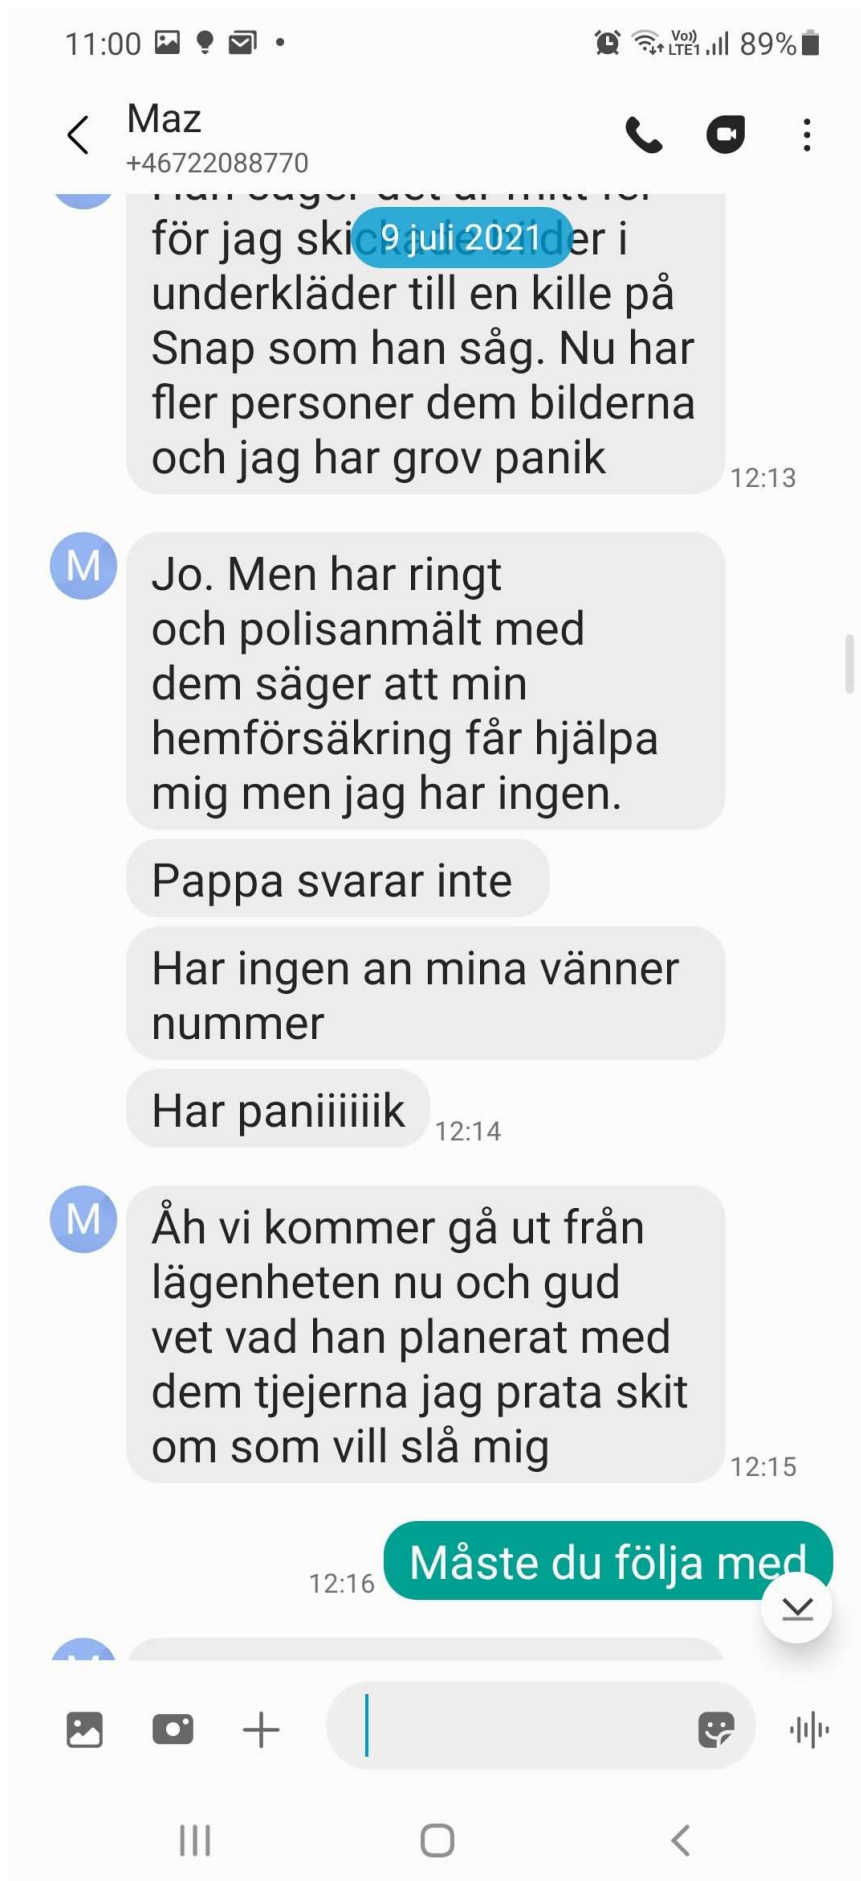 11:00
LTE1 89%
Maz
+46722088770
9 juli 2021
för jag skickade bilder i
underkläder till en kille på
Snap som han såg. Nu har
fler personer dem bilderna
och jag har grov panik
12:13
M
Jo. Men har ringt
och polisanmält med
dem säger att min
hemförsäkring får hjälpa
mig men jag har ingen.
Pappa svarar inte
Har ingen an mina vänner
nummer
Har paniiiiiik
12:14
M
Åh vi kommer gå ut från
lägenheten nu och gud
vet vad han planerat med
dem tjejerna jag prata skit
om som vill slå mig
12:15
Måste du följa med
12:16